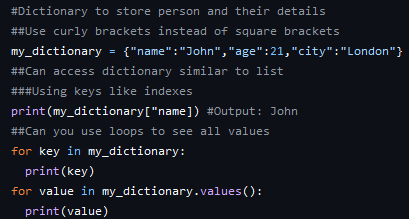 #Dictionary to store person and their details
##Use curly brackets instead of square brackets
my_dictionary = {"name":"John","age":21,"city":"London"}
##Can access dictionary similar to list
###Using keys like indexes
print(my_dictionary["name]) #Output: John
##Can you use loops to see all values
for key in my_dictionary:
  print(key)
for value in my_dictionary.values():
  print(value)